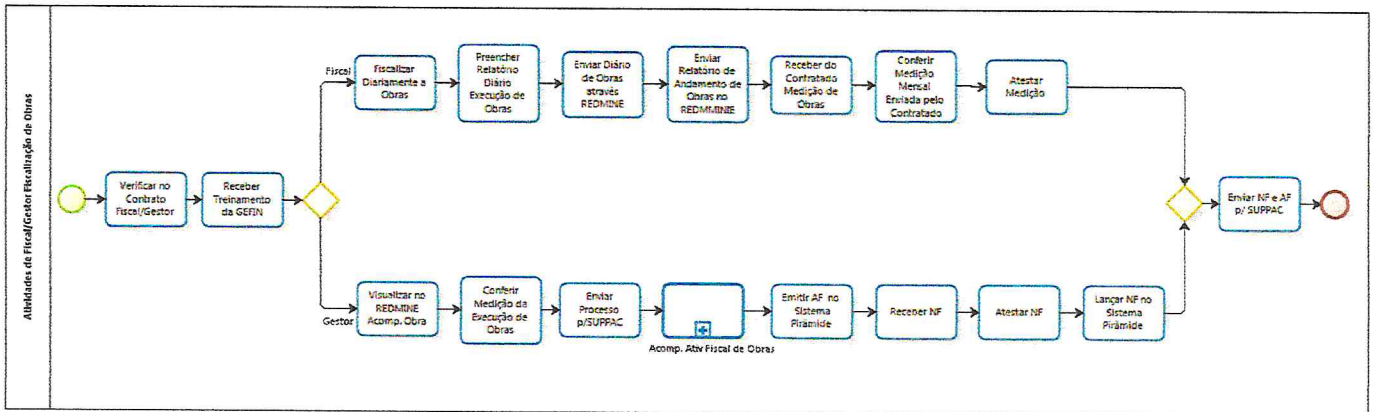 Atividades de Fiscal/Gestor Fiscalização de Obras
Verificar no
Contrato
Fiscal/Gestor
Receber
Treinamento
da GEFIN
Fiscal
Fiscalizar
Diariamente a
Obras
Preencher
Relatório
Diário
Execução de
Obras
Enviar Diário
de Obras
através
REDMINE
Enviar
Relatório de
Andamento de
Obras no
REDMMINIE
Receber do
Contratado
Medição de
Obras
Conferir
Medição
Mensal
Enviada pelo
Contratado
Atestar
Medição
Gestor
Visualizar no
REDMINE
Acomp. Obra
Conferir
Medição da
Execução de
Obras
Enviar
Processo
p/SUPPAC
Acomp. Ativ Fiscal de Obras
Emitir AF no
Sistema
Pirâmide
Receber NF
Atestar NF
Lançar NF no
Sistema
Pirâmide
Enviar NF e AF
p/ SUPPAC